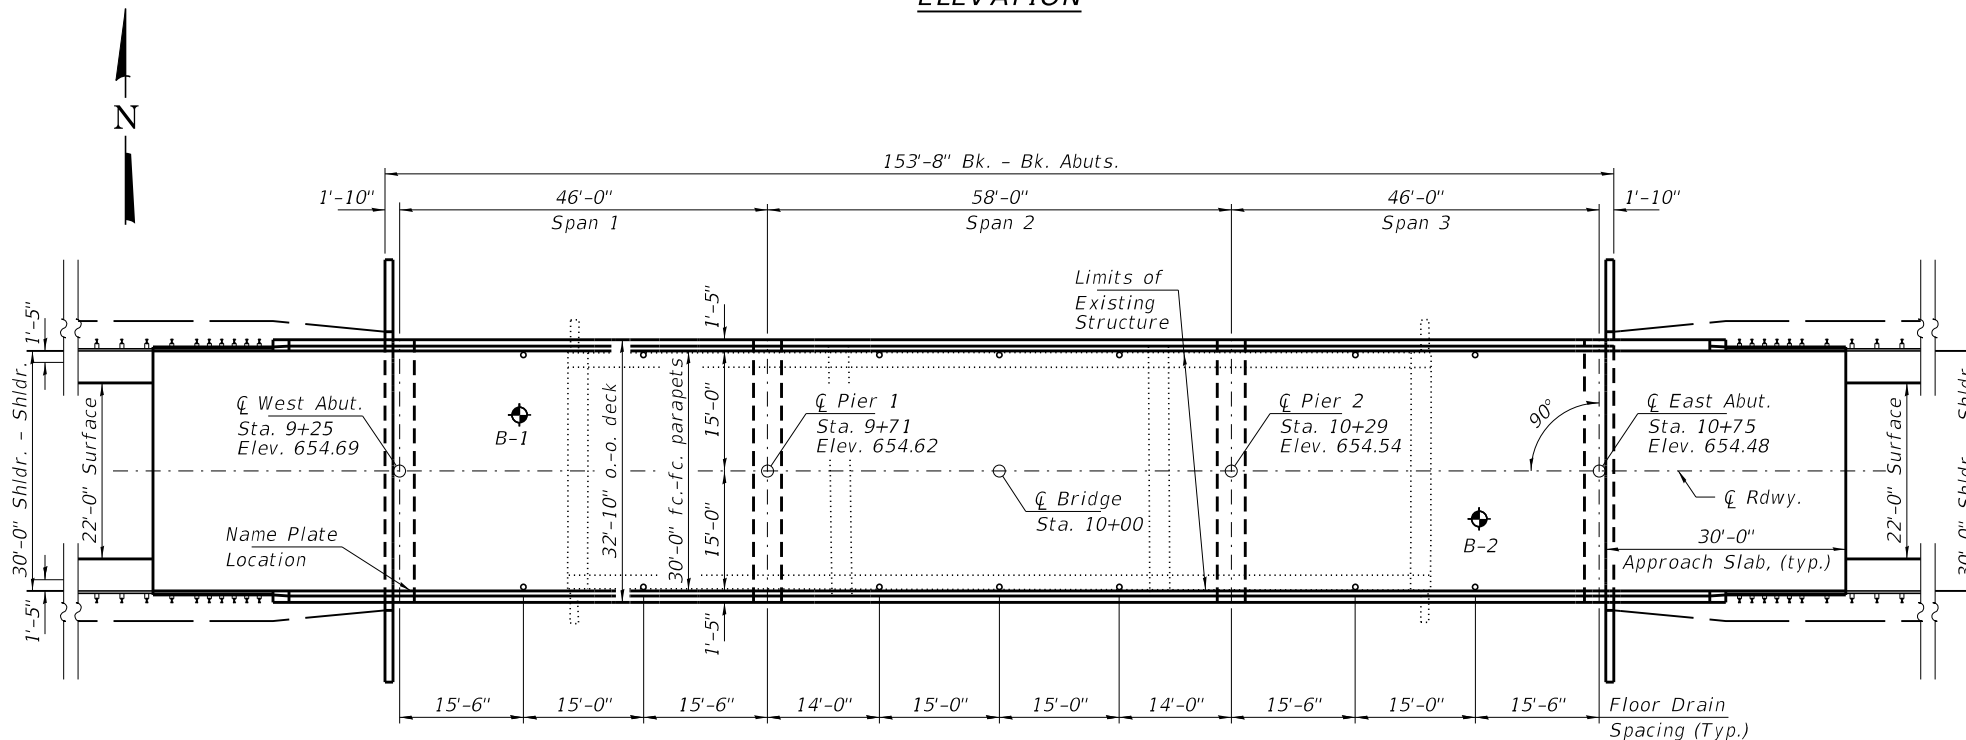 ELEVATION
N
153'-8" Bk. - Bk. Abuts.
1'-10"
46'-0"
Span 1
58'-0"
Span 2
46'-0"
Span 3
1'-10"
Limits of
Existing
Structure
1'-5"
1'-5"
30'-0" Shldr. - Shldr.
22'-0" Surface
℄ West Abut.
Sta. 9+25
Elev. 654.69
B-1
32'-10" o.-o. deck
30'-0" fc.-fc. parapets
15'-0"
15'-0"
℄ Pier 1
Sta. 9+71
Elev. 654.62
℄ Bridge
Sta. 10+00
℄ Pier 2
Sta. 10+29
Elev. 654.54
90°
℄ East Abut.
Sta. 10+75
Elev. 654.48
℄ Rdwy.
B-2
30'-0"
Approach Slab, (typ.)
22'-0" Surface
30'-0" Shldr. - Shldr.
Name Plate
Location
1'-5"
1'-5"
15'-6"
15'-0"
15'-6"
14'-0"
15'-0"
15'-0"
14'-0"
15'-6"
15'-0"
15'-6"
Floor Drain
Spacing (Typ.)